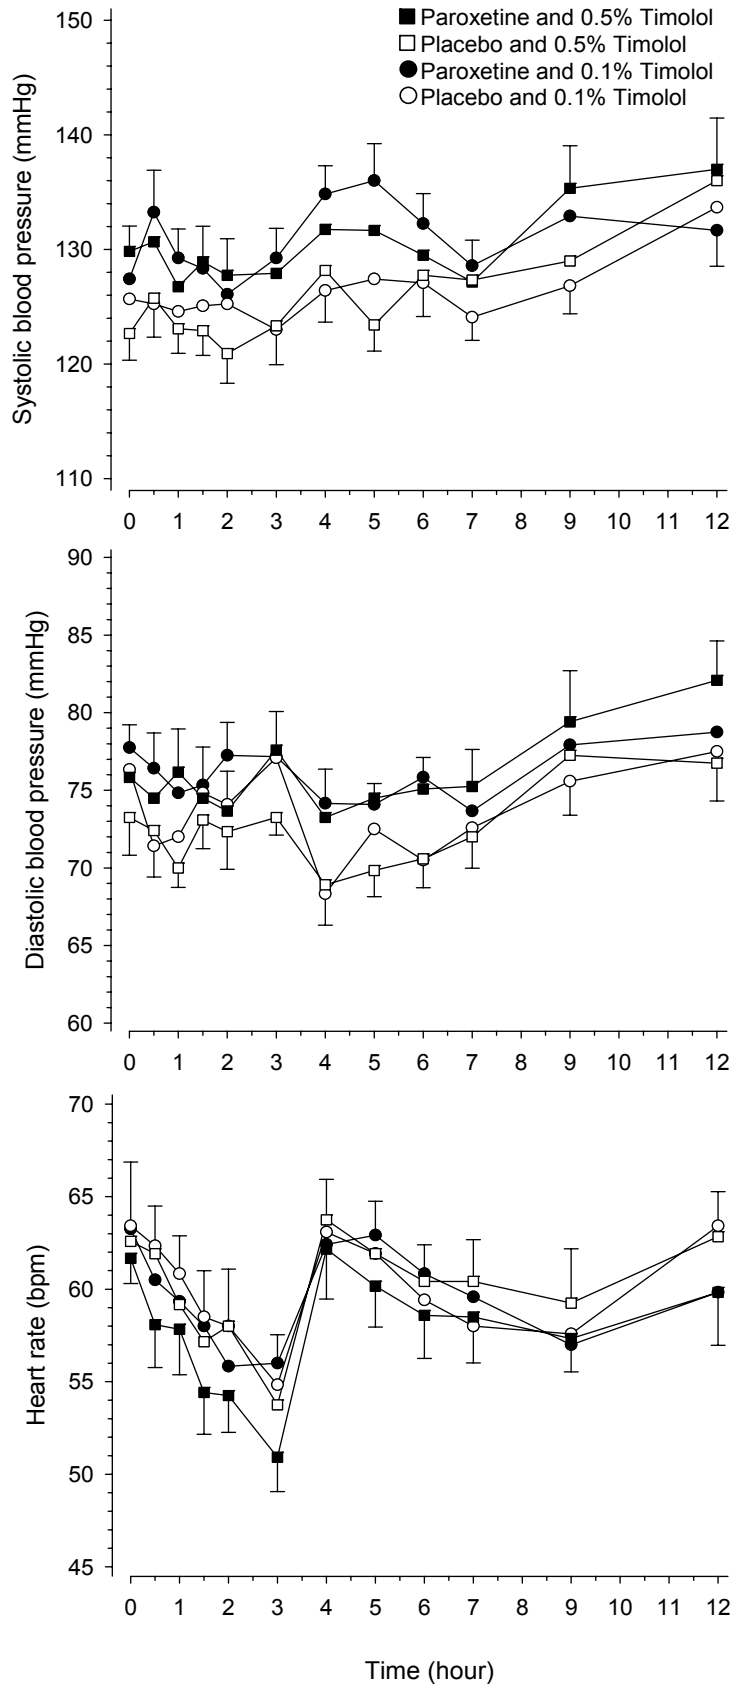 Paroxetine and 0.5% Timolol
Placebo and 0.5% Timolol
Paroxetine and 0.1% Timolol
Placebo and 0.1% Timolol
Systolic blood pressure (mmHg)
150
140
130
120
110
0 1 2 3 4 5 6 7 8 9 10 11 12
Diastolic blood pressure (mmHg)
90
85
80
75
70
65
60
0 1 2 3 4 5 6 7 8 9 10 11 12
Heart rate (bpm)
70
65
60
55
50
45
0 1 2 3 4 5 6 7 8 9 10 11 12
Time (hour)